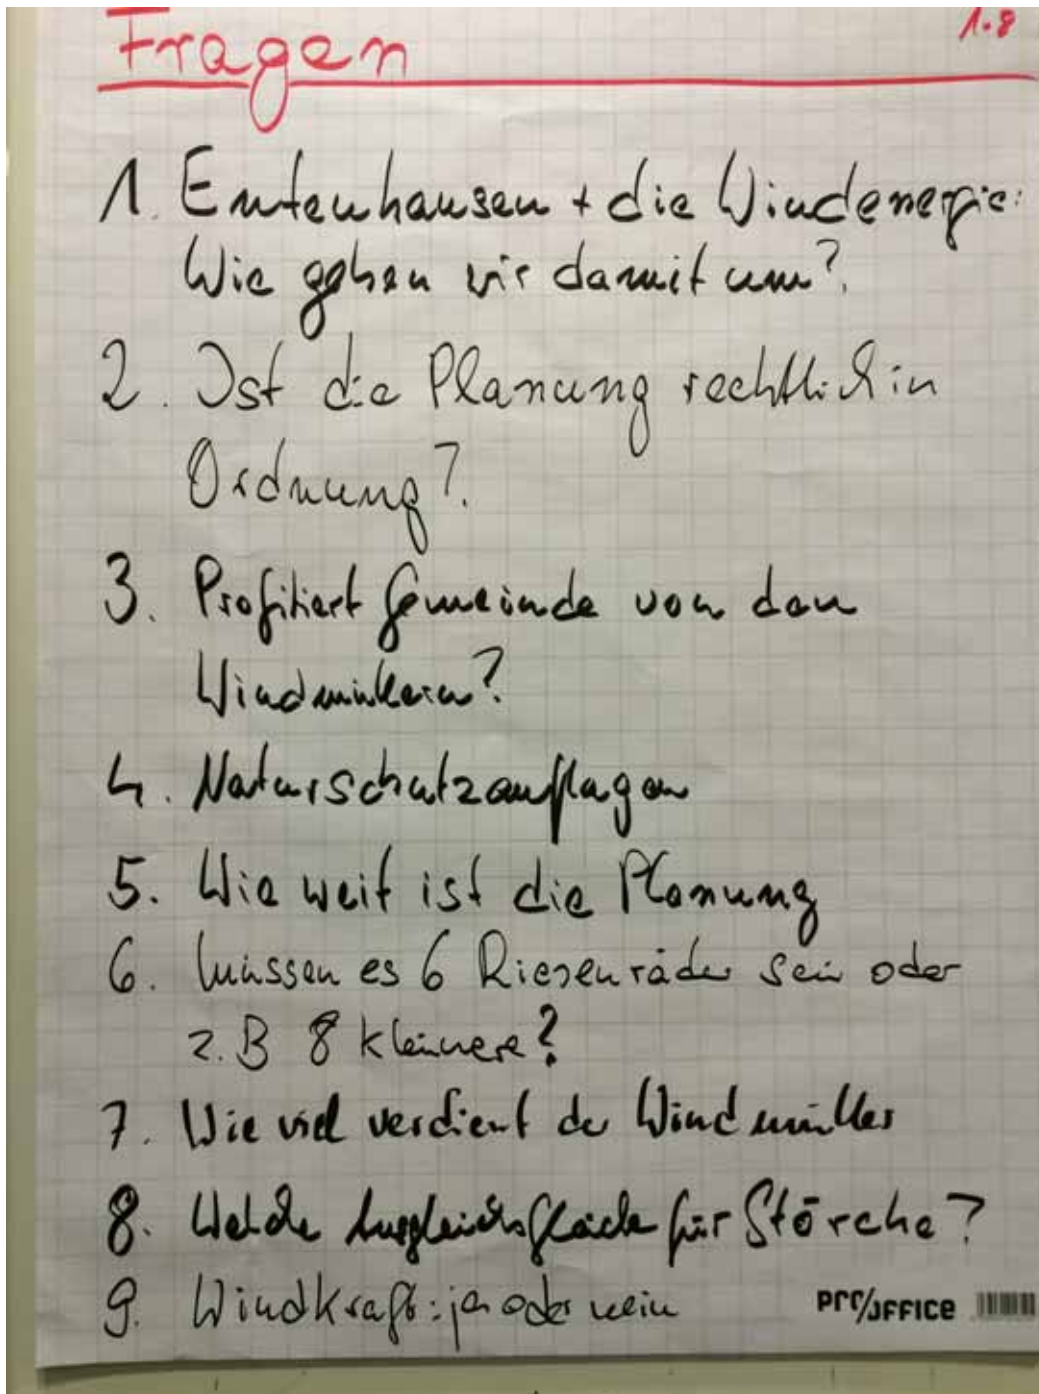 Fragen 1.8
1. Entenhausen + die Windenergie:
Wie gehen wir damit um?
2. Ist die Planung rechtlich in
Ordnung?
3. Profitiert Gemeinde von den
Windmüllern?
4. Naturschutzauflagen
5. Wie weit ist die Planung
6. Müssen es 6 Riesenräder sein oder
z.B 8 kleinere?
7. Wie viel verdient der Windmüller
8. Welche Ausgleichsfläche für Störche?
9. Windkraft: ja oder nein
PRO/OFFICE